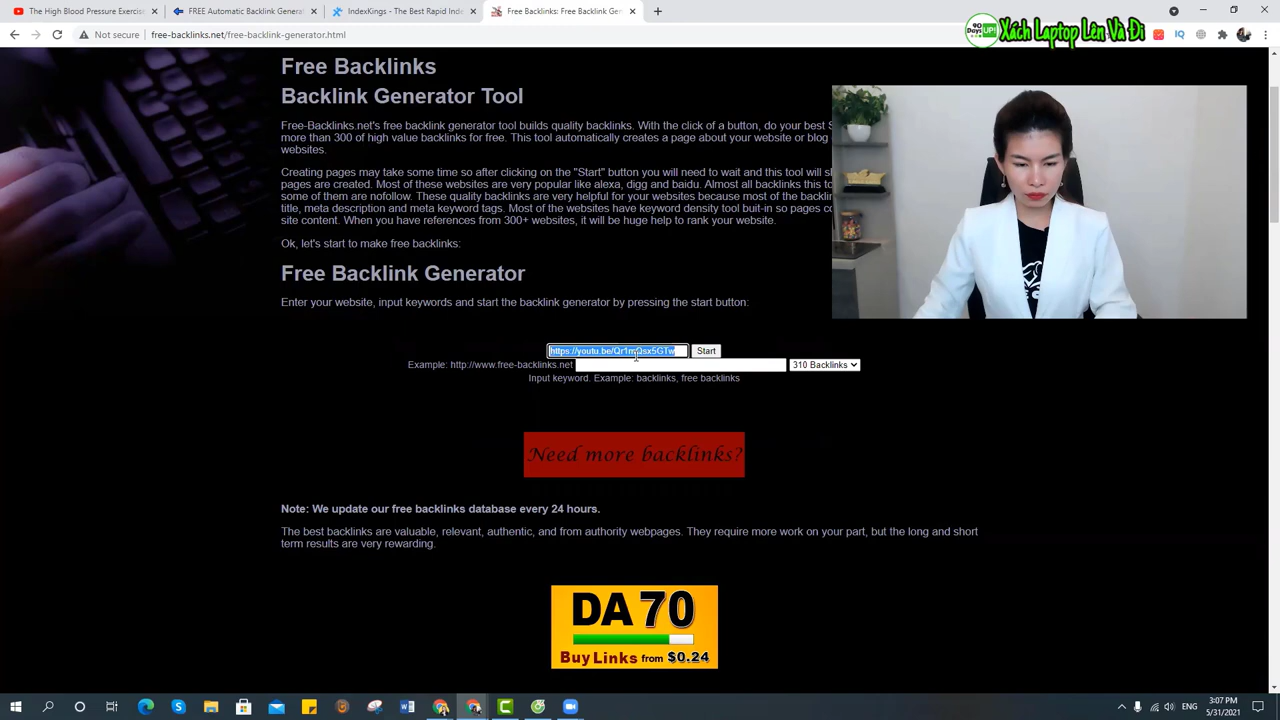 The High Blood Pressure Exercise
FREE Automatic Backlink Genera
IndexKings - The Rapid Inde
Free Backlinks: Backlink Gener
Not secure
free-backlinks.net/free-backlink-generator.html
90 Days UP!
Xách Laptop Lên Và Đi
IQ
Free Backlinks
Backlink Generator Tool
Free-Backlinks.net's free backlink generator tool builds quality backlinks. With the click of a button, do your best S
more than 300 of high value backlinks for free. This tool automatically creates a page about your website or blog
websites.
Creating pages may take some time so after clicking on the "Start" button you will need to wait and this tool will sh
pages are created. Most of these websites are very popular like alexa, digg and baidu. Almost all backlinks this to
some of them are nofollow. These quality backlinks are very helpful for your websites because most of the backlin
title, meta description and meta keyword tags. Most of the websites have keyword density tool buit-in so pages co
site content. When you have references from 300+ websites, it will be huge help to rank your website.
Ok, let's start to make free backlinks:
Free Backlink Generator
Enter your website, input keywords and start the backlink generator by pressing the start button:
Start
Example: http://www.free-backlinks.net
310 Backlinks
Input keyword. Example: backlinks, free backlinks
Need more backlinks?
Note: We update our free backlinks database every 24 hours.
The best backlinks are valuable, relevant, authentic, and from authority webpages. They require more work on your part, but the long and short
term results are very rewarding.
DA 70
Buy Links from $0.24
3:07 PM
ENG
5/31/2021